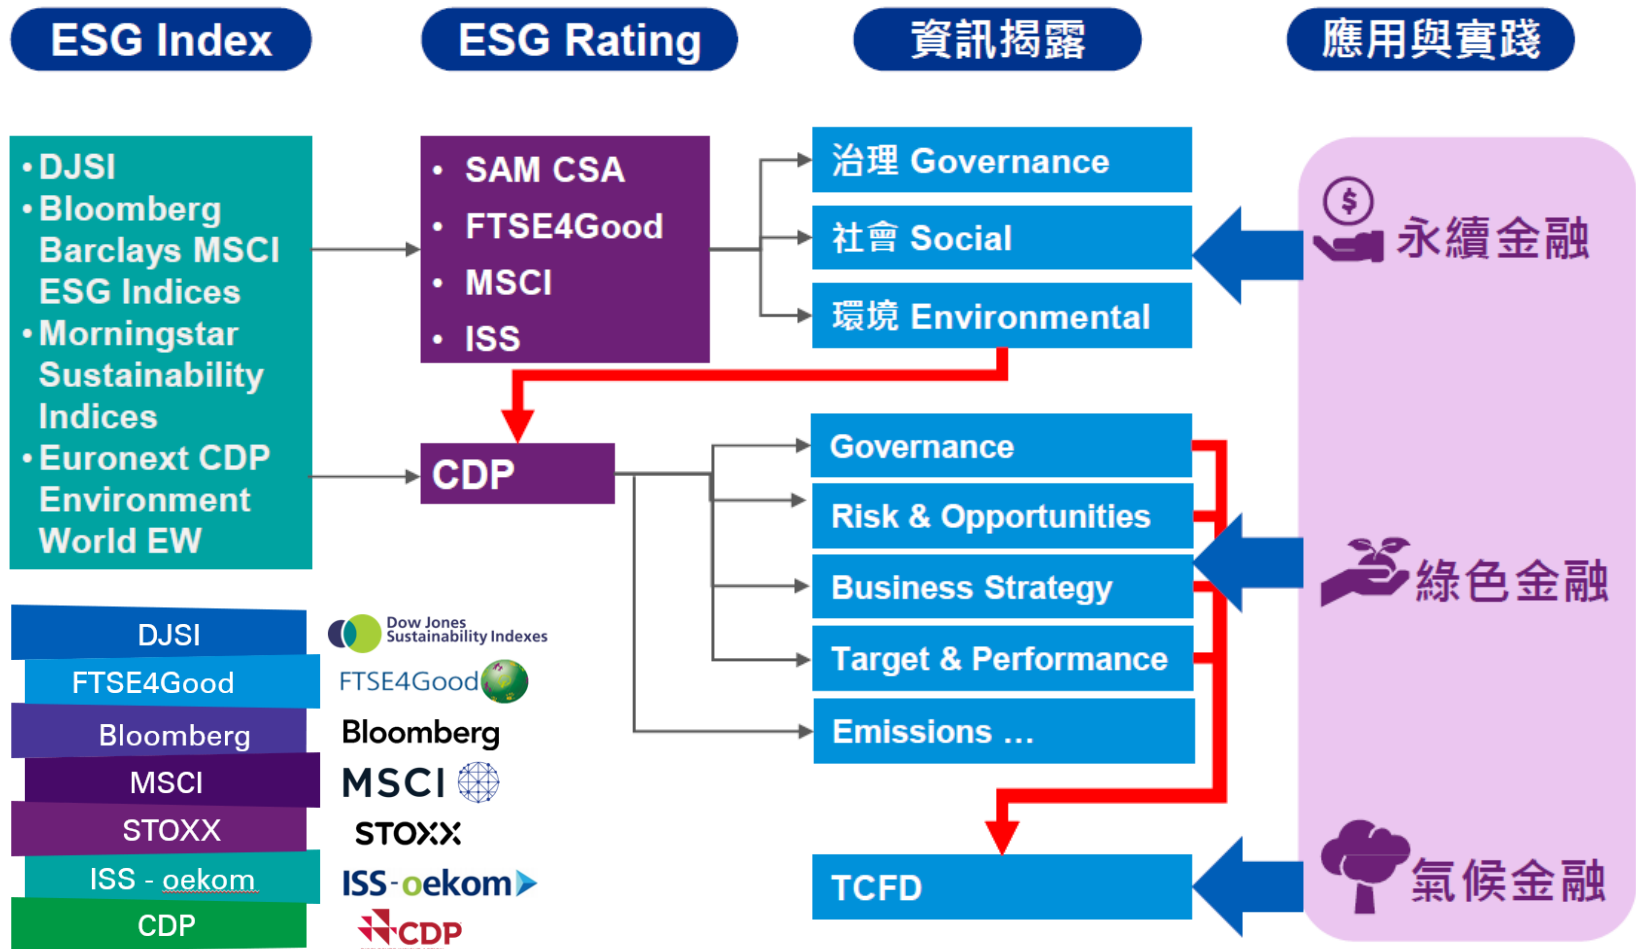 ESG Index
ESG Rating
資訊揭露
應用與實踐
• DJSI
• Bloomberg
Barclays MSCI
ESG Indices
• Morningstar
Sustainability
Indices
• Euronext CDP
Environment
World EW
• SAM CSA
• FTSE4Good
• MSCI
• ISS
CDP
治理 Governance
社會 Social
環境 Environmental
Governance
Risk & Opportunities
Business Strategy
Target & Performance
Emissions ...
TCFD
$
永續金融
綠色金融
氣候金融
DJSI
Dow Jones
Sustainability Indexes
FTSE4Good
FTSE4Good
Bloomberg
Bloomberg
MSCI
MSCI
STOXX
STOXX
ISS - oekom
ISS-oekom
CDP
CDP